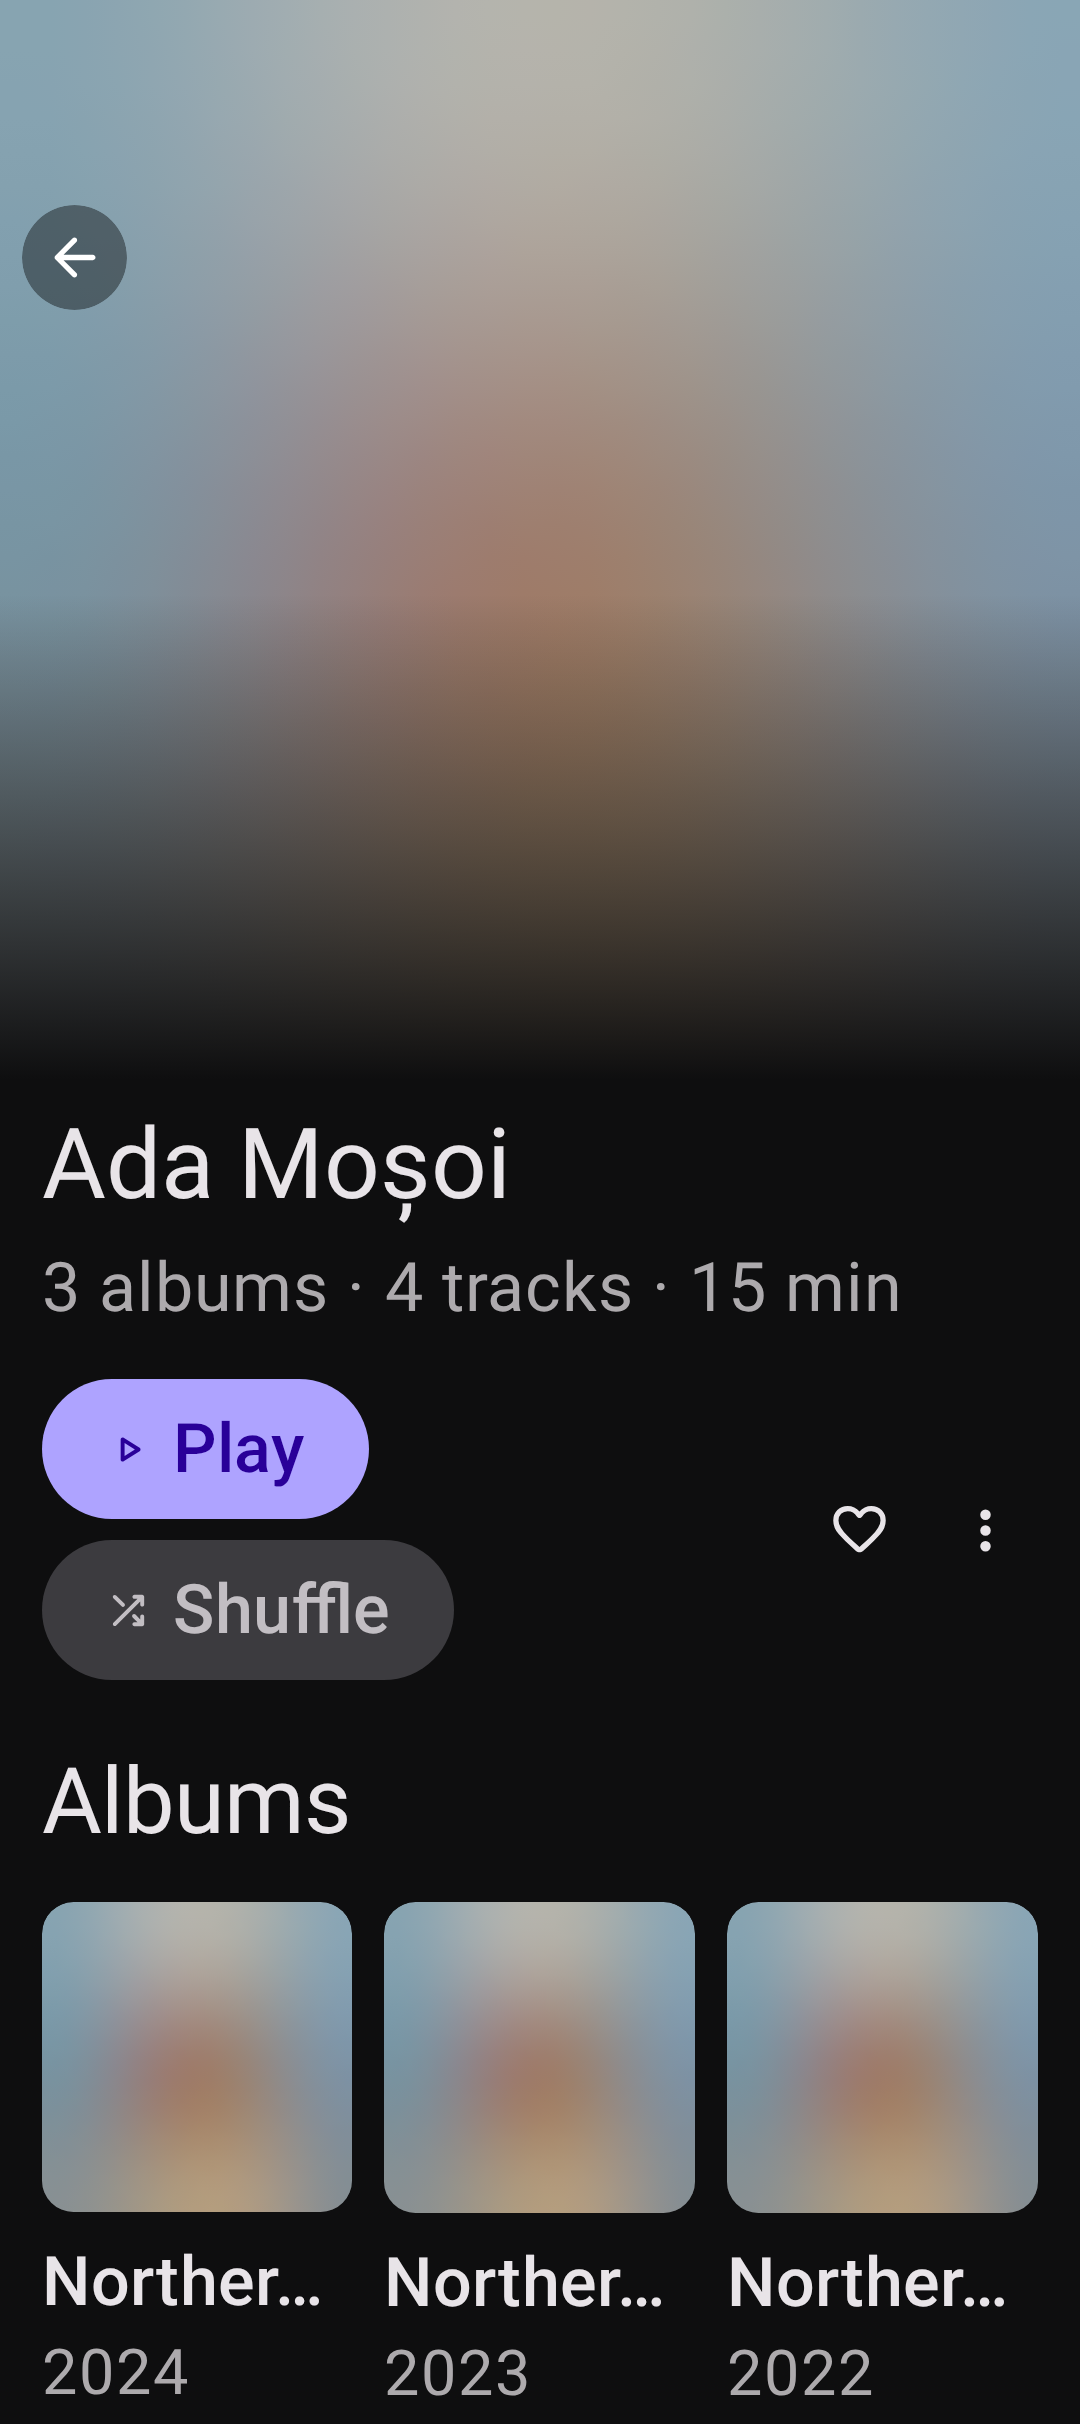 Ada Moșoi
3 albums · 4 tracks · 15 min
Play
Shuffle
Albums
Norther…
2024
Norther…
2023
Norther…
2022